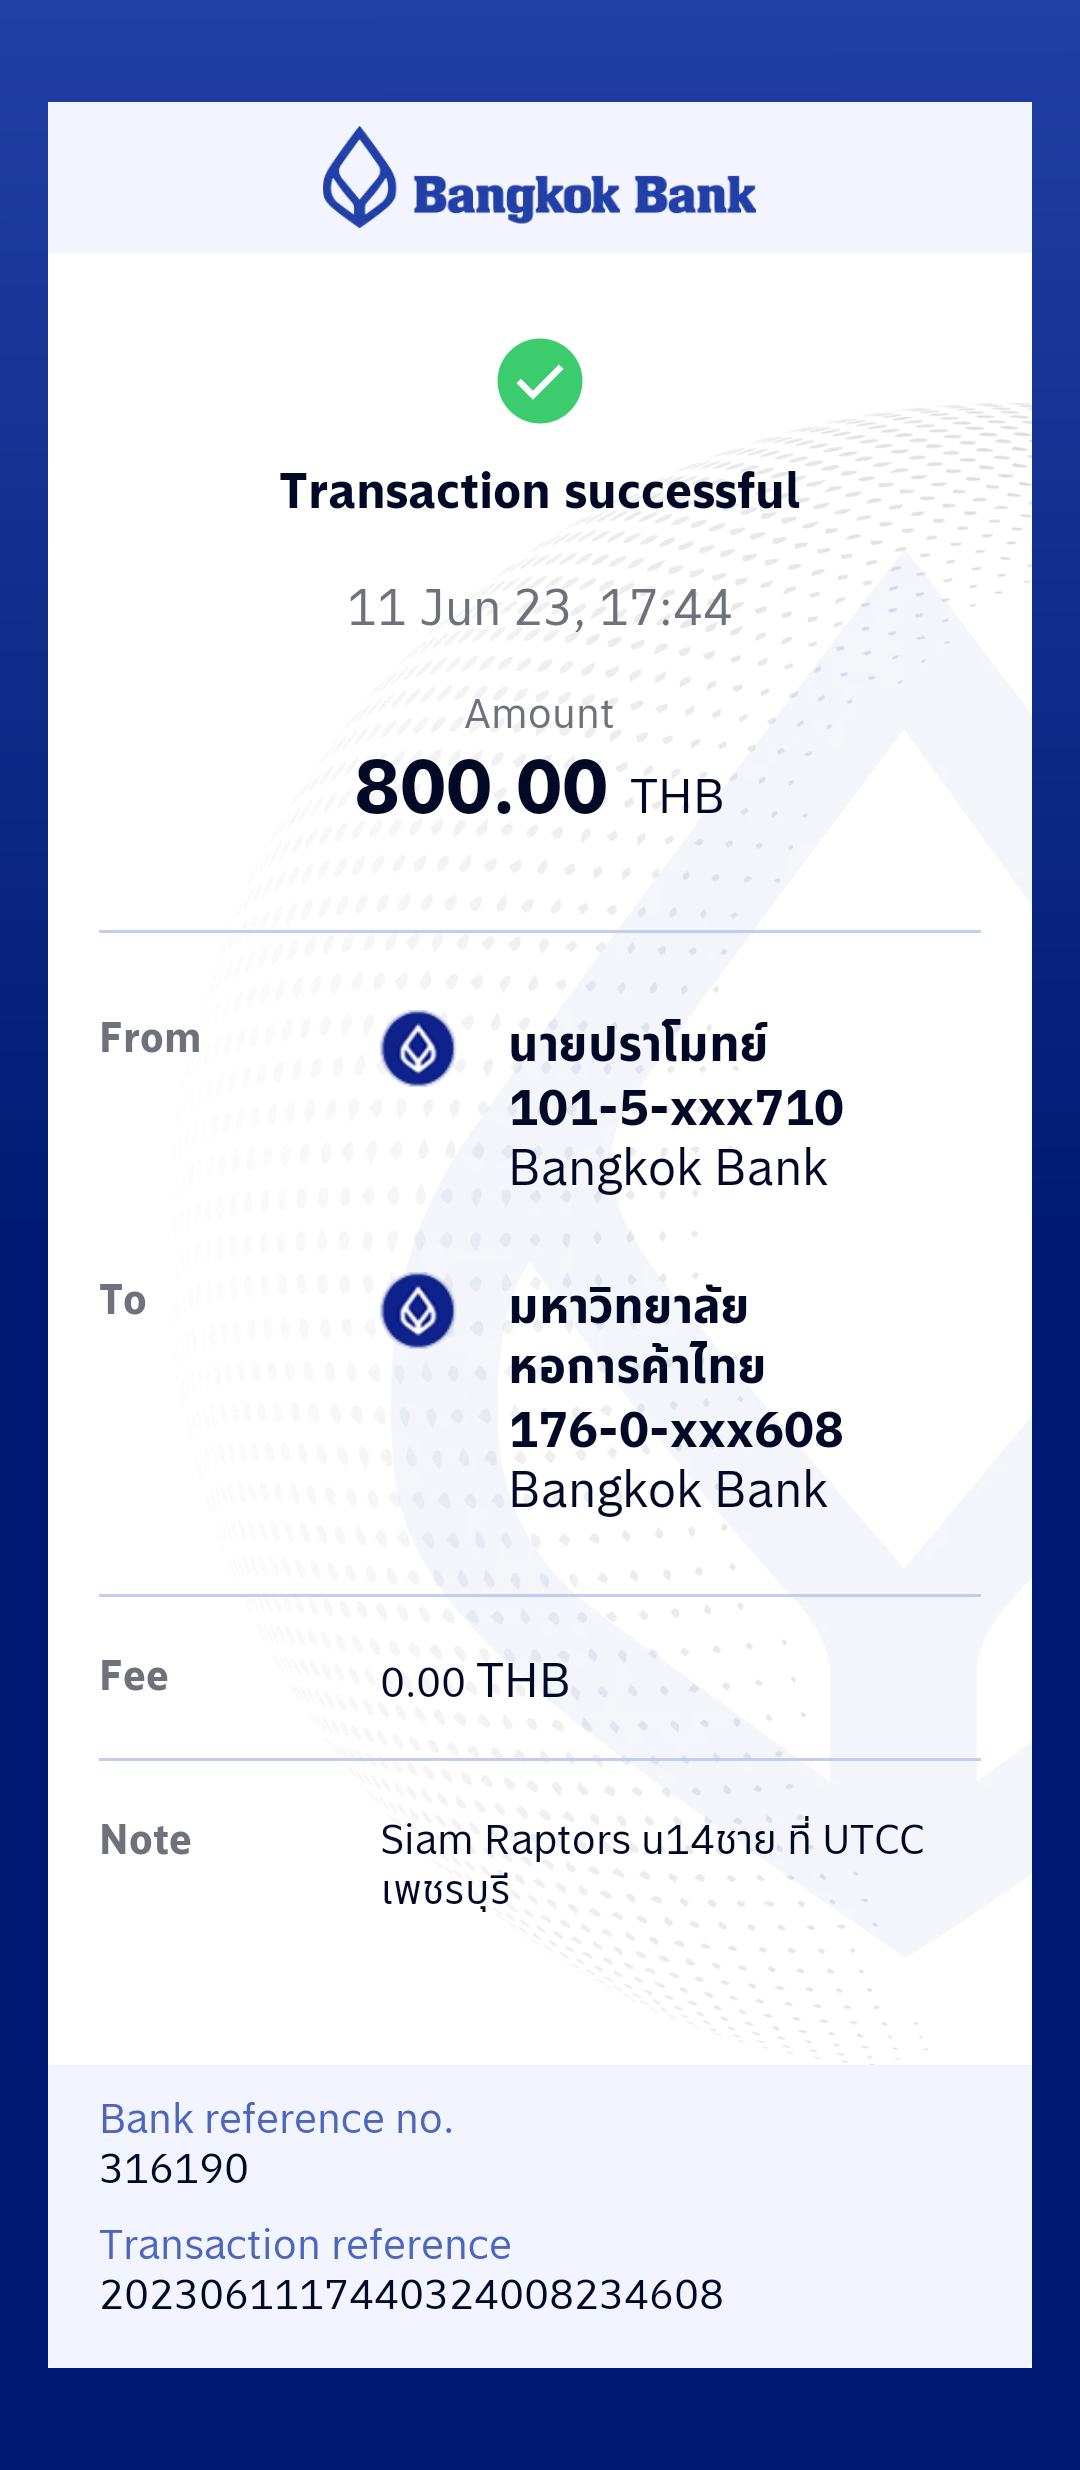 Bangkok Bank
Transaction successful
11 Jun 23, 17:44
Amount
800.00 THB
From
นายปราโมทย์
101-5-xxx710
Bangkok Bank
To
มหาวิทยาลัย
หอการค้าไทย
176-0-xxx608
Bangkok Bank
Fee
0.00 THB
Note
Siam Raptors u14ชาย ที่ UTCC
เพชรบุรี
Bank reference no.
316190
Transaction reference
2023061117440324008234608